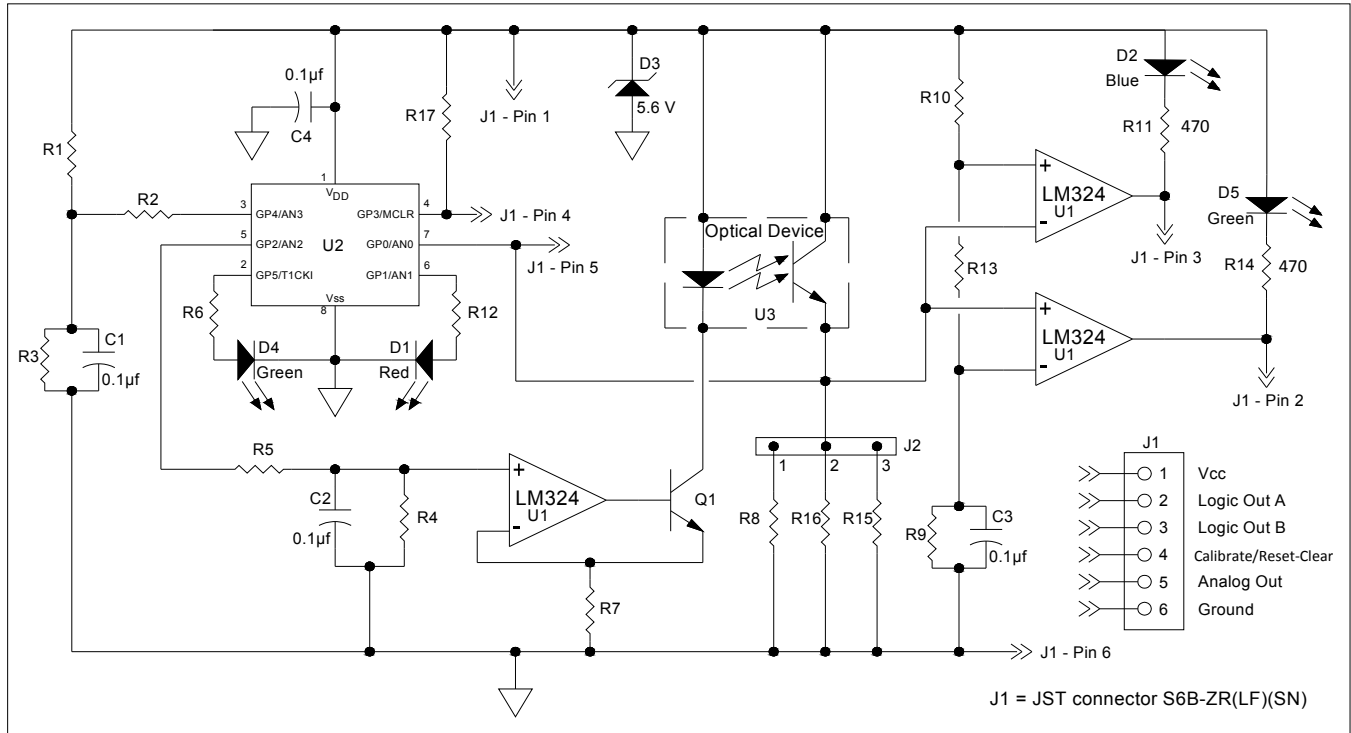 D2
Blue
D3
5.6 V
0.1µf
C4
R17
J1 - Pin 1
R10
R11
470
R1
R2
1
VDD
3
GP4/AN3
GP3/MCLR
4
J1 - Pin 4
5
GP2/AN2
U2
GP0/AN0
7
J1 - Pin 5
2
GP5/T1CKI
GP1/AN1
6
Vss
8
R6
R12
D4
Green
D1
Red
Optical Device
U3
+
LM324
U1
-
J1 - Pin 3
D5
Green
R14
470
R13
+
LM324
U1
-
J1 - Pin 2
R3
C1
0.1µf
R5
C2
0.1µf
R4
+
LM324
U1
-
Q1
R7
J2
1
2
3
R8
R16
R15
R9
C3
0.1µf
J1
1
Vcc
2
Logic Out A
3
Logic Out B
4
Calibrate/Reset-Clear
5
Analog Out
6
Ground
J1 - Pin 6
J1 = JST connector S6B-ZR(LF)(SN)